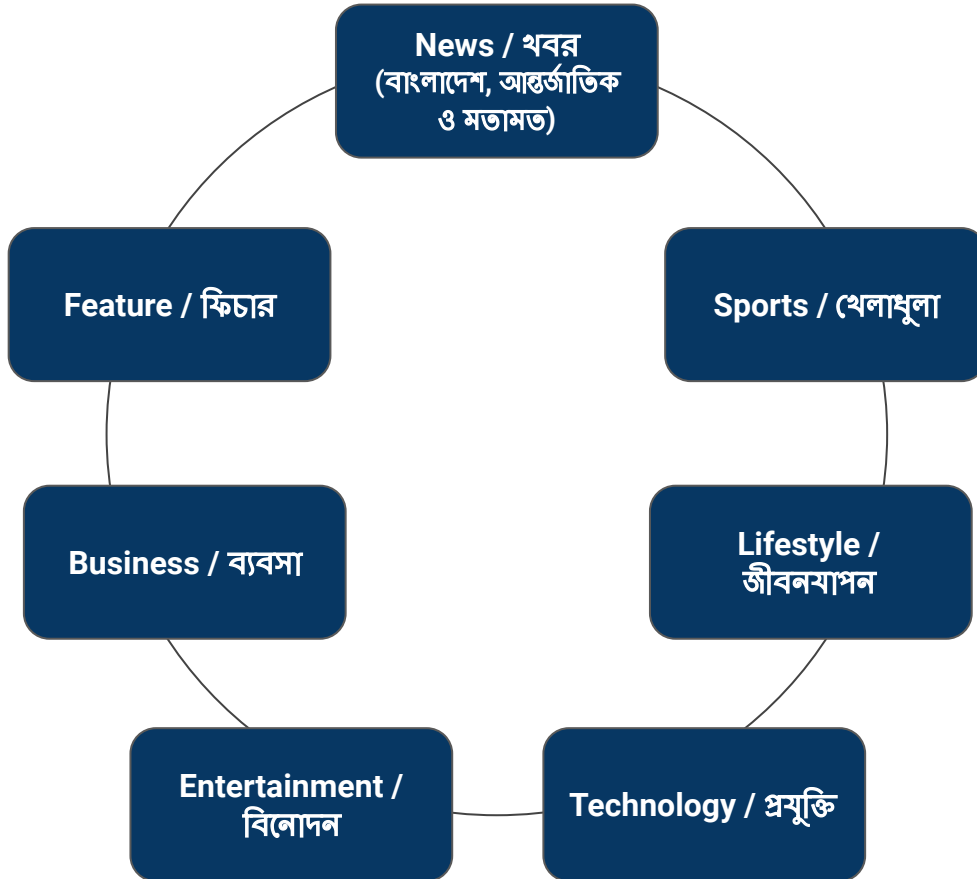 News / খবর
(বাংলাদেশ, আন্তর্জাতিক
ও মতামত)
Feature / ফিচার
Sports / খেলাধুলা
Business / ব্যবসা
Lifestyle /
জীবনযাপন
Entertainment /
বিনোদন
Technology / প্রযুক্তি